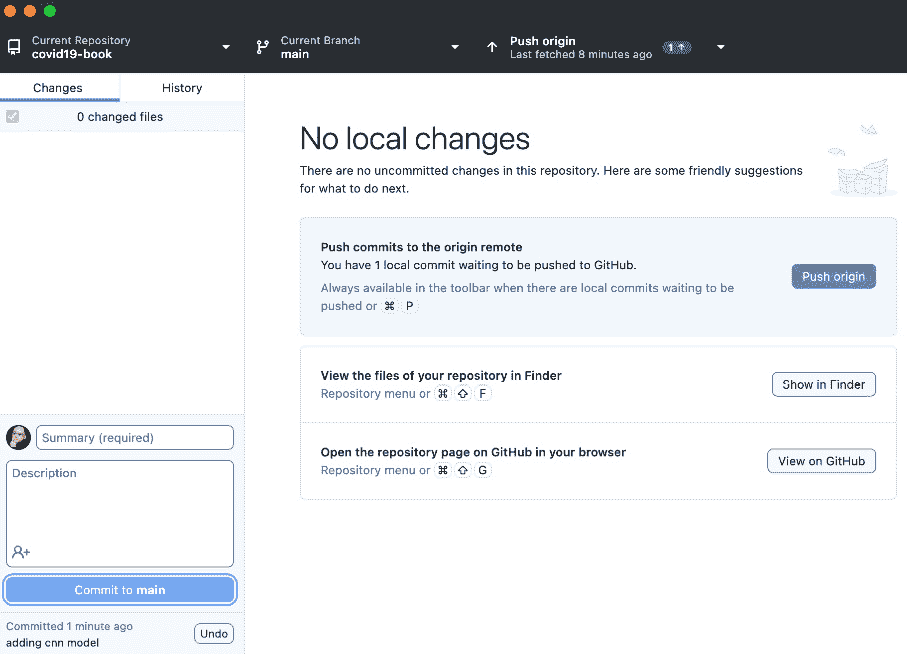 Current Repository
covid19-book
Current Branch
main
Push origin
Last fetched 8 minutes ago
1
Changes
History
0 changed files
No local changes
There are no uncommitted changes in this repository. Here are some friendly suggestions
for what to do next.
Push commits to the origin remote
You have 1 local commit waiting to be pushed to GitHub.
Always available in the toolbar when there are local commits waiting to be
pushed or ⌘ P
Push origin
View the files of your repository in Finder
Repository menu or ⌘ ⇧ F
Show in Finder
Open the repository page on GitHub in your browser
Repository menu or ⌘ ⇧ G
View on GitHub
Summary (required)
Description
Commit to main
Committed 1 minute ago
adding cnn model
Undo